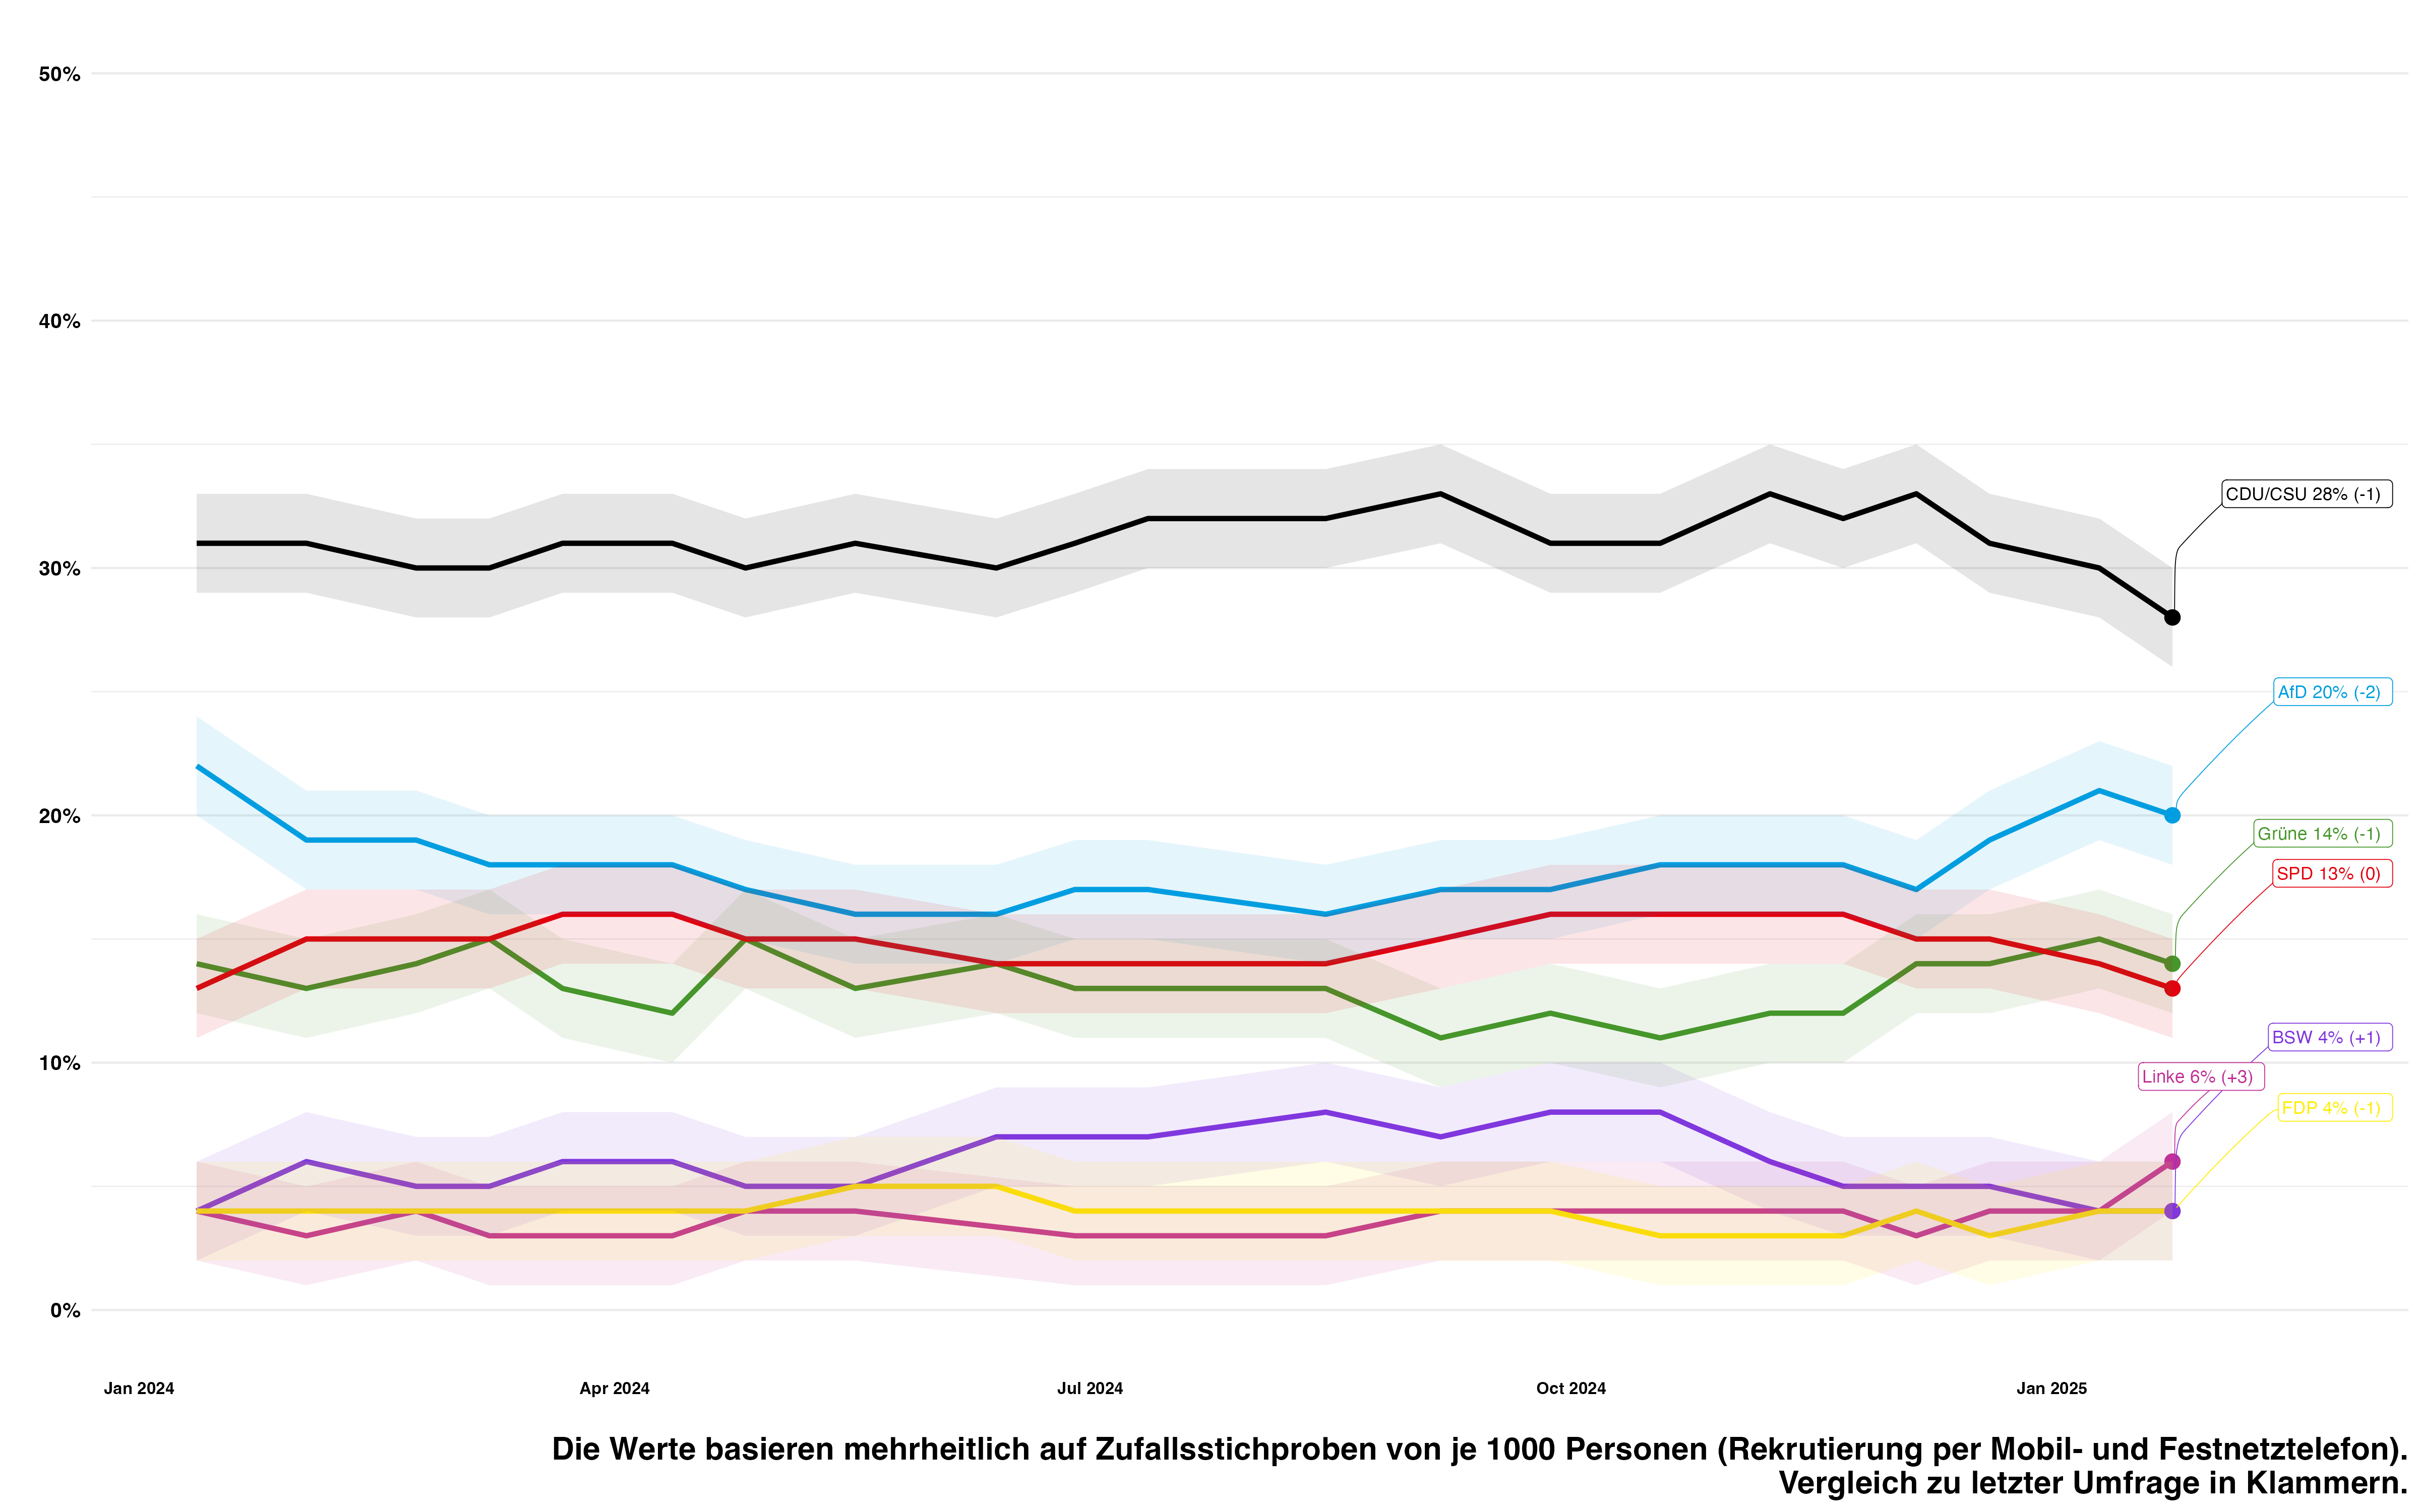 50%
40%
30%
20%
10%
0%
CDU/CSU 28% (-1)
AfD 20% (-2)
Grüne 14% (-1)
SPD 13% (0)
BSW 4% (+1)
Linke 6% (+3)
FDP 4% (-1)
Jan 2024
Apr 2024
Jul 2024
Oct 2024
Jan 2025
Die Werte basieren mehrheitlich auf Zufallsstichproben von je 1000 Personen (Rekrutierung per Mobil- und Festnetztelefon).
Vergleich zu letzter Umfrage in Klammern.